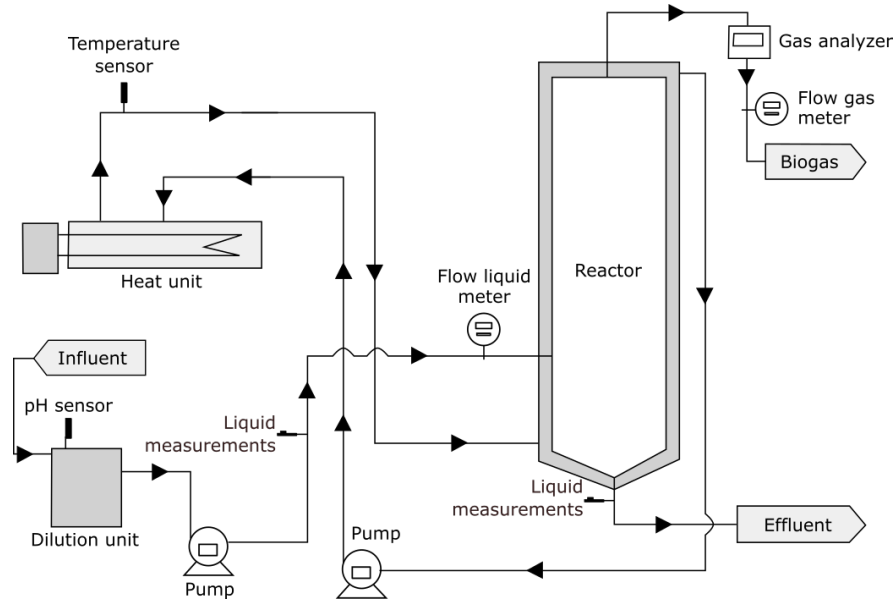 Temperature
sensor
Gas analyzer
Flow gas
meter
Biogas
Heat unit
Flow liquid
meter
Reactor
Influent
pH sensor
Liquid
measurements
Liquid
measurements
Dilution unit
Pump
Pump
Effluent